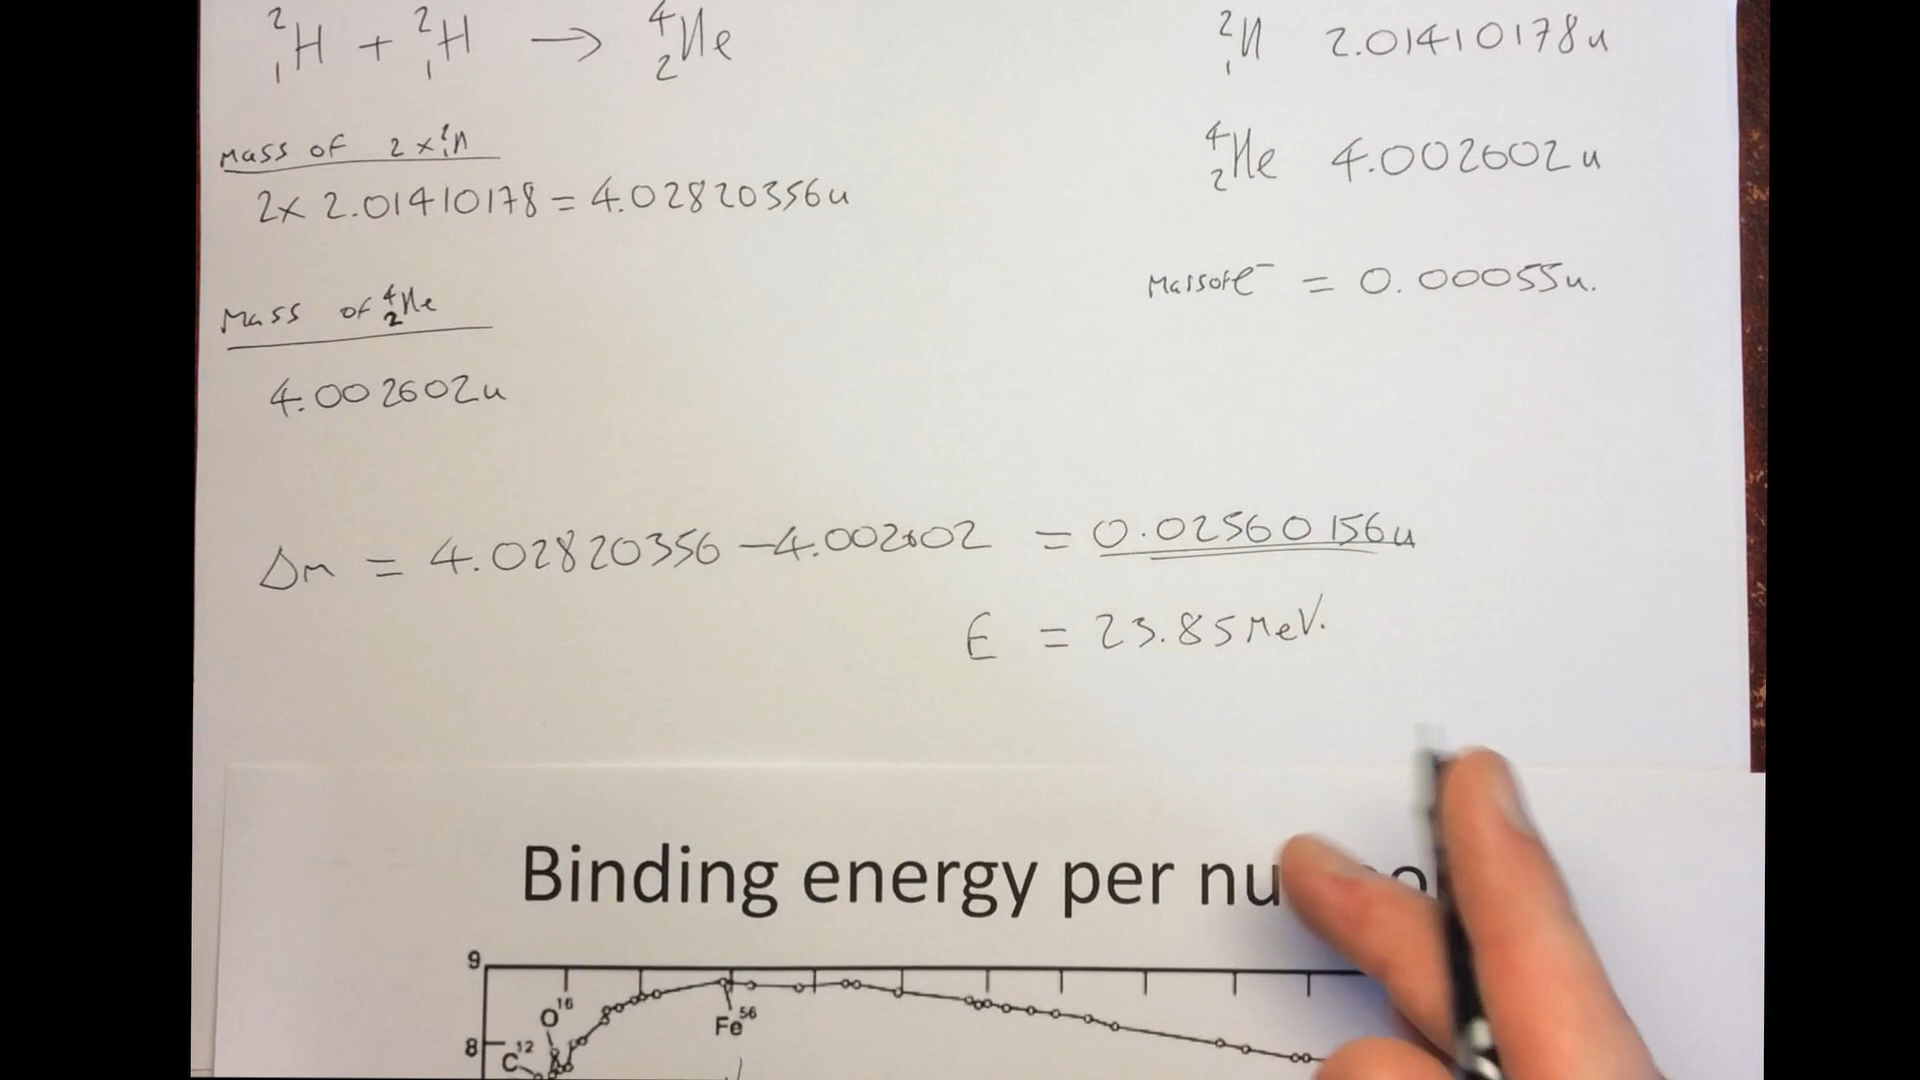 ²₁H + ²₁H → ⁴₂He
²₁H 2.01410178u
Mass of 2 × ²₁H
⁴₂He 4.002602u
2 × 2.01410178 = 4.02820356u
Mass of e⁻ = 0.00055u.
Mass of ⁴₂He
4.002602u
Δm = 4.02820356 – 4.002602 = 0.02560156u
E = 23.85 MeV.
Binding energy per
9
O¹⁶
Fe⁵⁶
8
C¹²